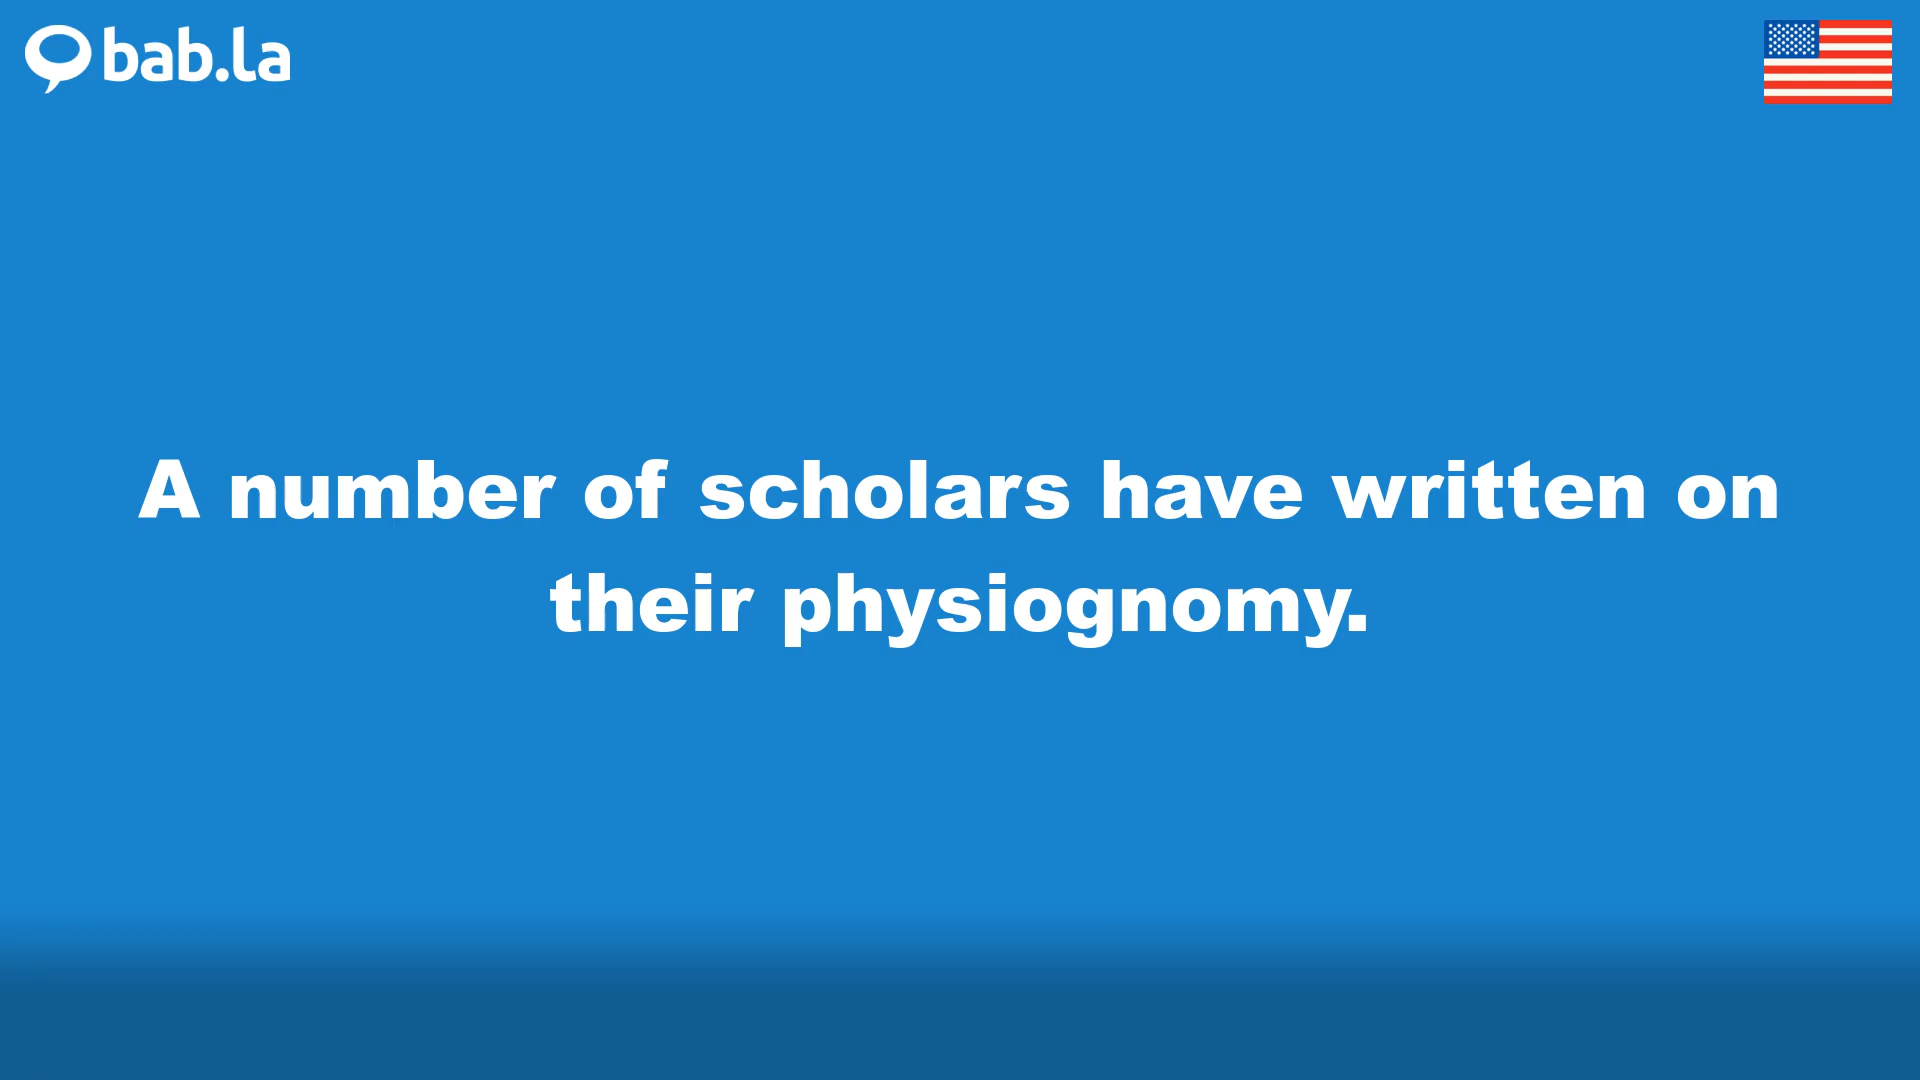 bab.la
A number of scholars have written on
their physiognomy.